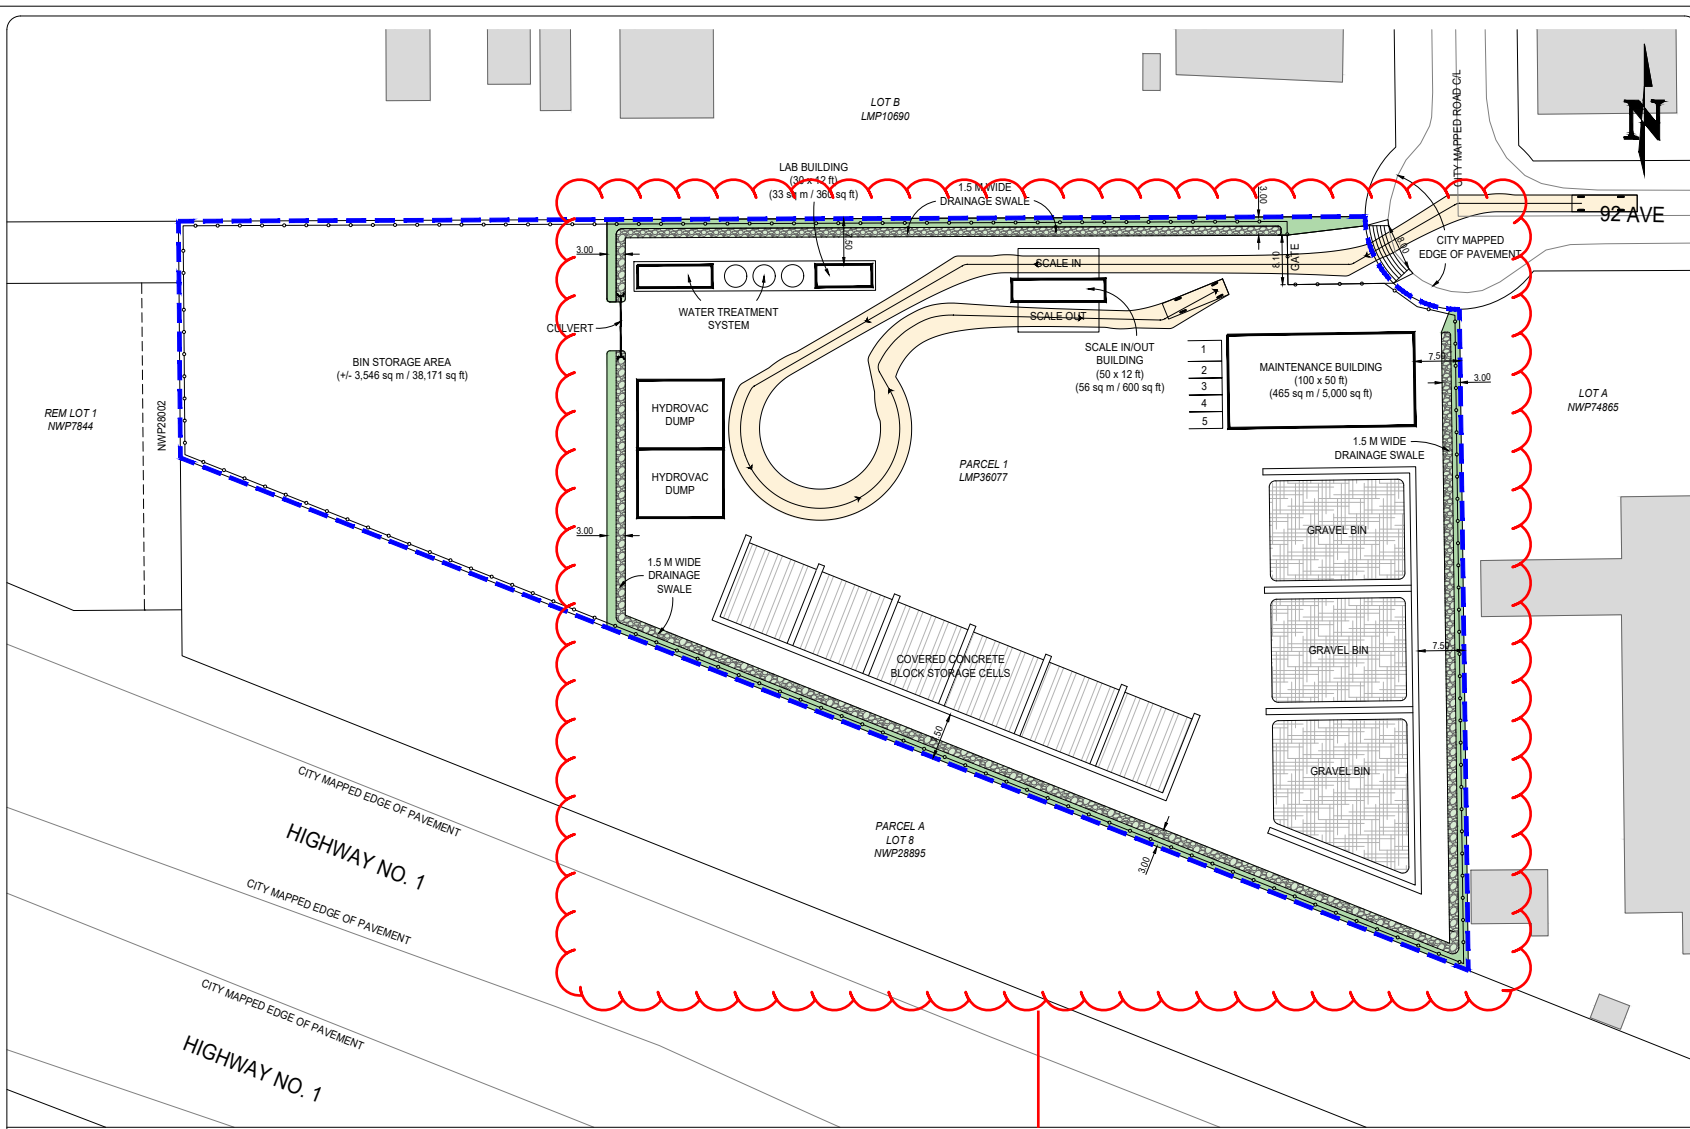 LOT B
LMP10690
CITY MAPPED ROAD C/L
N
LAB BUILDING
(30 x 12 ft)
(33 sq m / 360 sq ft)
1.5 M WIDE
DRAINAGE SWALE
3.00
92 AVE
7.50
3.00
8.10
GATE
CITY MAPPED
EDGE OF PAVEMENT
SCALE IN
WATER TREATMENT
SYSTEM
SCALE OUT
CULVERT
BIN STORAGE AREA
(+/- 3,546 sq m / 38,171 sq ft)
SCALE IN/OUT
BUILDING
(50 x 12 ft)
(56 sq m / 600 sq ft)
1
2
3
4
5
MAINTENANCE BUILDING
(100 x 50 ft)
(465 sq m / 5,000 sq ft)
7.50
3.00
LOT A
NWP74865
REM LOT 1
NWP7844
NWP28002
HYDROVAC
DUMP
HYDROVAC
DUMP
PARCEL 1
LMP36077
1.5 M WIDE
DRAINAGE SWALE
GRAVEL BIN
3.00
1.5 M WIDE
DRAINAGE
SWALE
GRAVEL BIN
7.50
COVERED CONCRETE
BLOCK STORAGE CELLS
7.50
GRAVEL BIN
CITY MAPPED EDGE OF PAVEMENT
HIGHWAY NO. 1
PARCEL A
LOT 8
NWP28895
3.00
CITY MAPPED EDGE OF PAVEMENT
CITY MAPPED EDGE OF PAVEMENT
HIGHWAY NO. 1